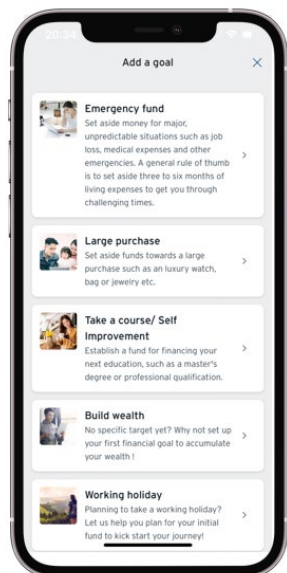 20:34
Add a goal
Emergency fund
Set aside money for major,
unpredictable situations such as job
loss, medical expenses and other
emergencies. A general rule of thumb
is to set aside three to six months of
living expenses to get you through
challenging times.
Large purchase
Set aside funds towards a large
purchase such as an luxury watch,
bag or jewelry etc.
Take a course/ Self
Improvement
Establish a fund for financing your
next education, such as a master's
degree or professional qualification.
Build wealth
No specific target yet? Why not set up
your first financial goal to accumulate
your wealth !
Working holiday
Planning to take a working holiday?
Let us help you plan for your initial
fund to kick start your journey!